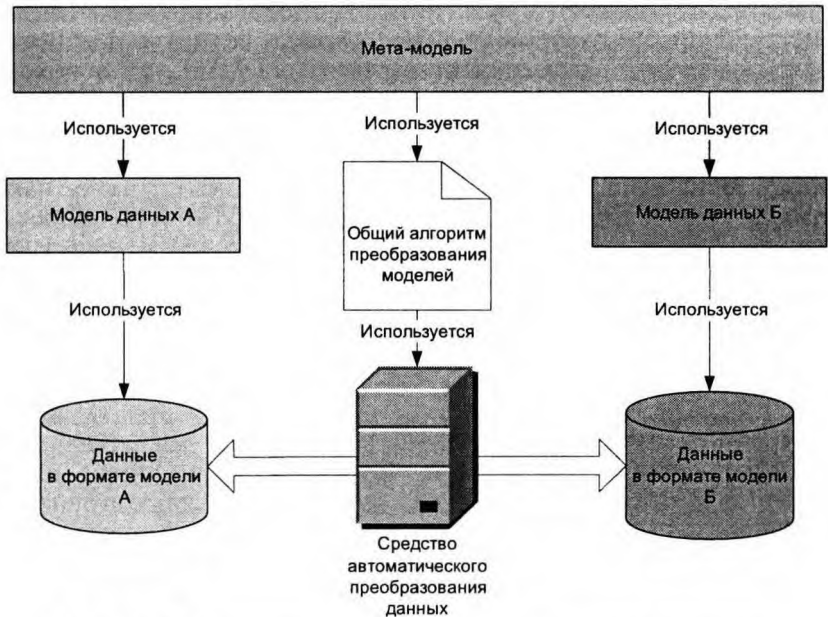 Мета-модель
Используется
Используется
Используется
Модель данных А
Общий алгоритм
преобразования
моделей
Модель данных Б
Используется
Используется
Используется
Данные
в формате модели
А
Данные
в формате модели
Б
Средство
автоматического
преобразования
данных